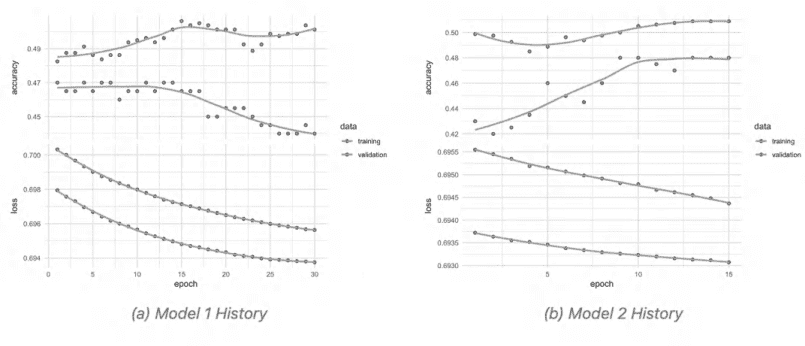 0.49
0.47
0.45
accuracy
0.700
0.698
0.696
0.694
loss
0 5 10 15 20 25 30
epoch
data
training
validation
(a) Model 1 History
0.50
0.48
0.46
0.44
0.42
accuracy
0.6955
0.6950
0.6945
0.6940
0.6935
0.6930
loss
5 10 15
epoch
data
training
validation
(b) Model 2 History